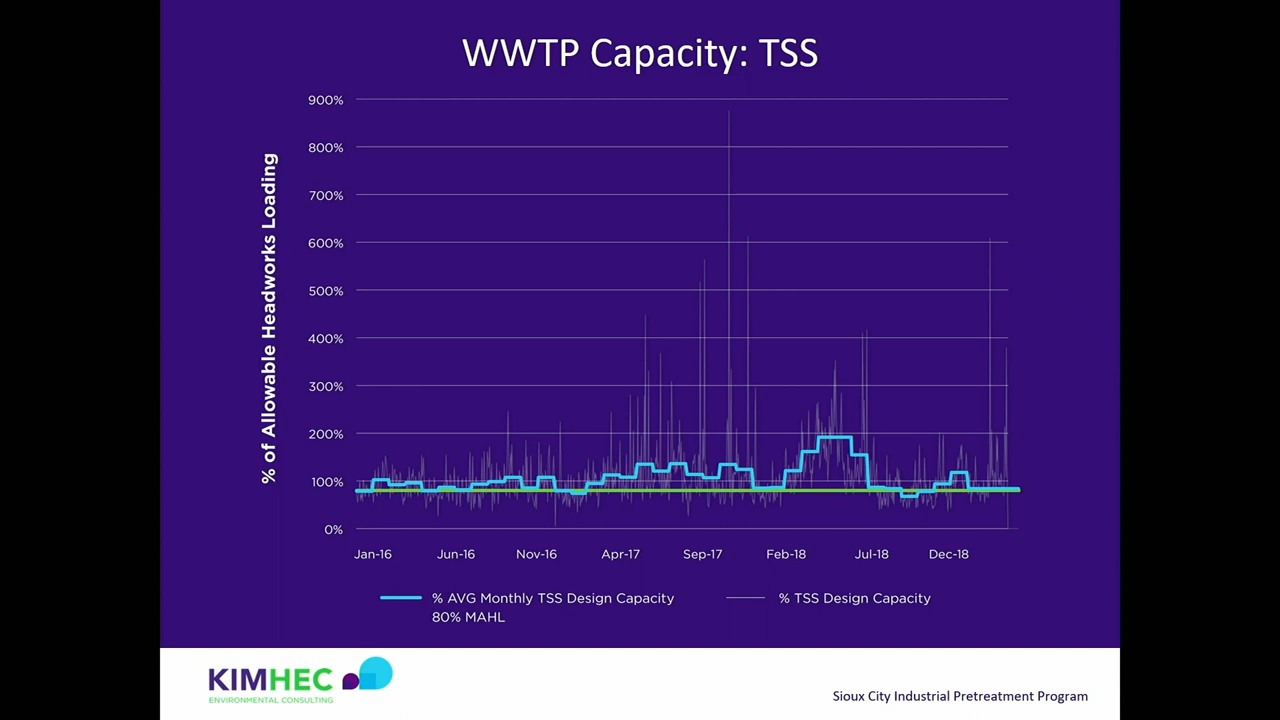 WWTP Capacity: TSS
% of Allowable Headworks Loading
900%
800%
700%
600%
500%
400%
300%
200%
100%
0%
Jan-16 Jun-16 Nov-16 Apr-17 Sep-17 Feb-18 Jul-18 Dec-18
% AVG Monthly TSS Design Capacity % TSS Design Capacity
80% MAHL
KIMHEC
ENVIRONMENTAL CONSULTING
Sioux City Industrial Pretreatment Program